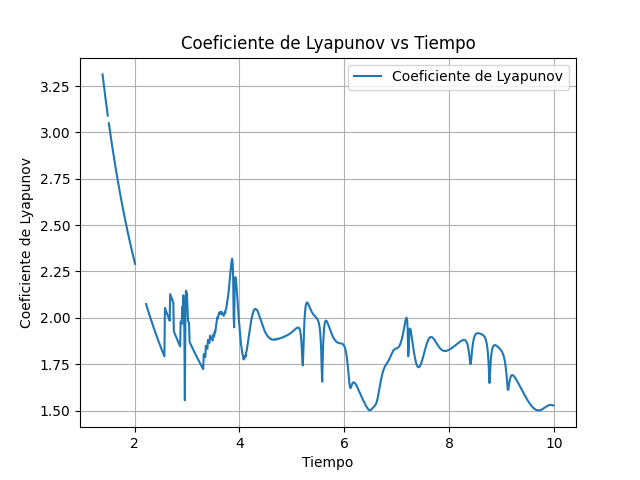 Coeficiente de Lyapunov vs Tiempo
Coeficiente de Lyapunov
3.25
3.00
2.75
2.50
2.25
2.00
1.75
1.50
Coeficiente de Lyapunov
2 4 6 8 10
Tiempo